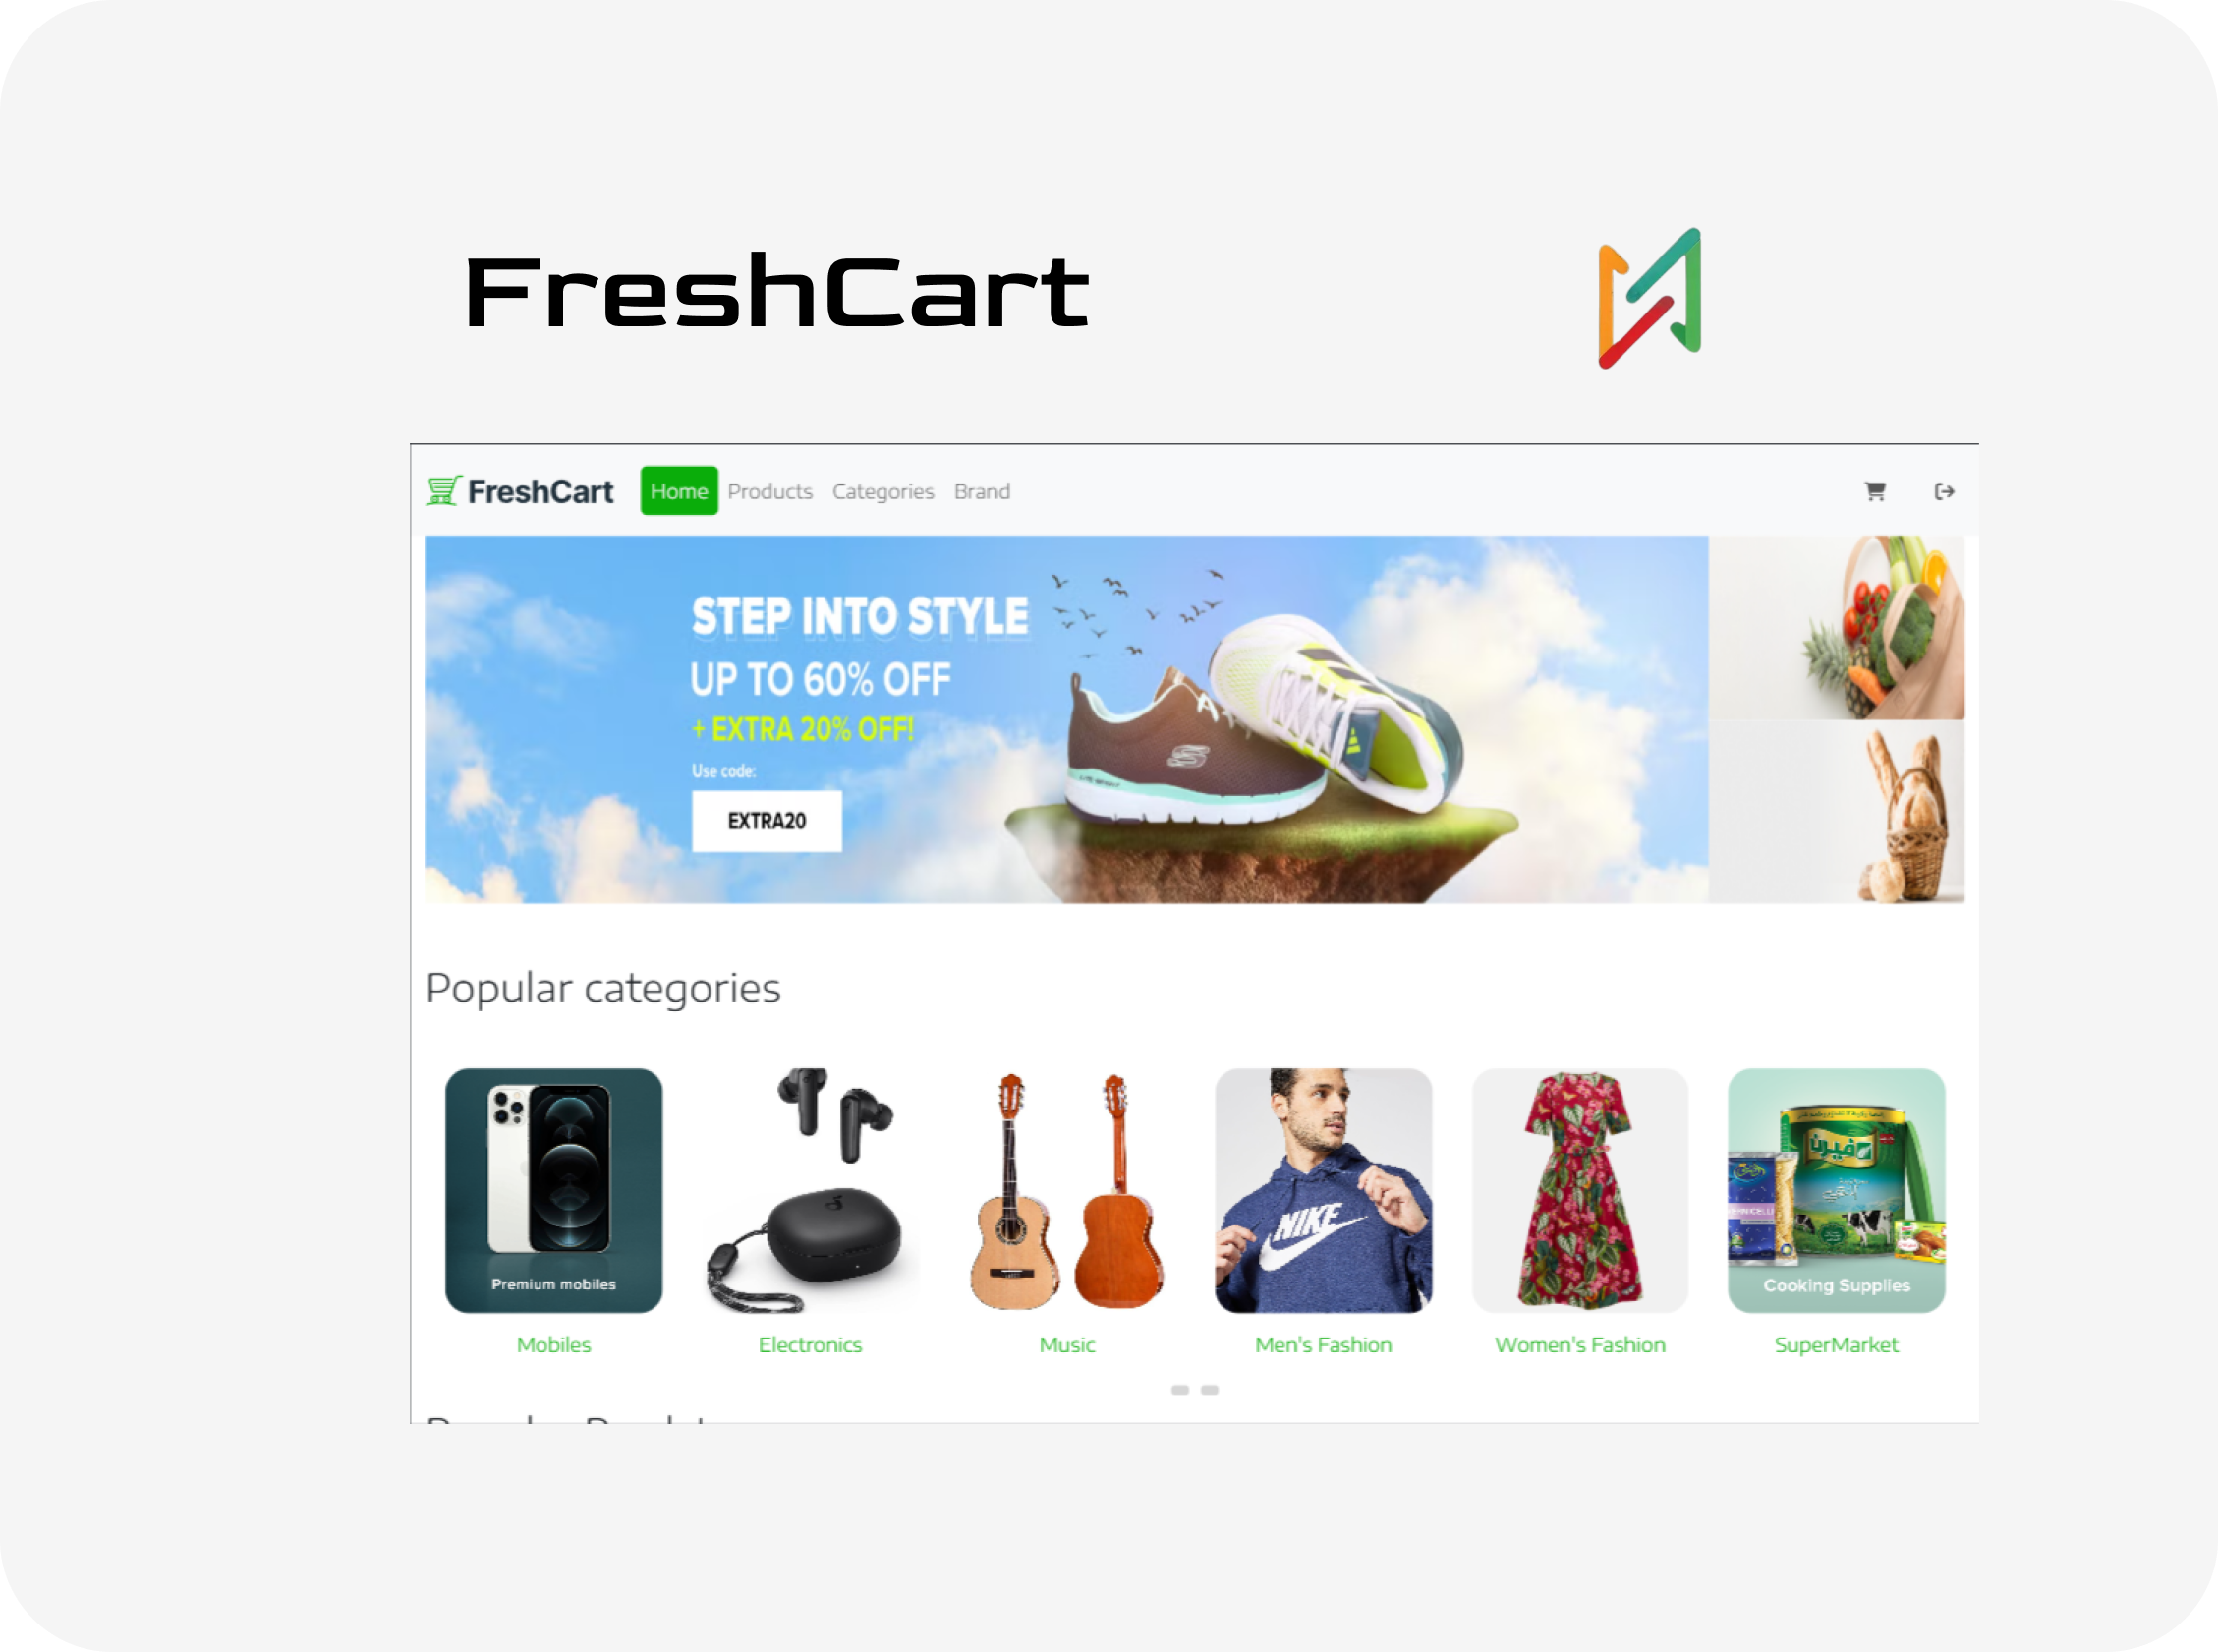 FreshCart
FreshCart
Home Products Categories Brand
STEP INTO STYLE
UP TO 60% OFF
+ EXTRA 20% OFF!
Use code:
EXTRA20
Popular categories
NIKE
فيرن
Premium mobiles
Cooking Supplies
Mobiles Electronics Music Men's Fashion Women's Fashion SuperMarket